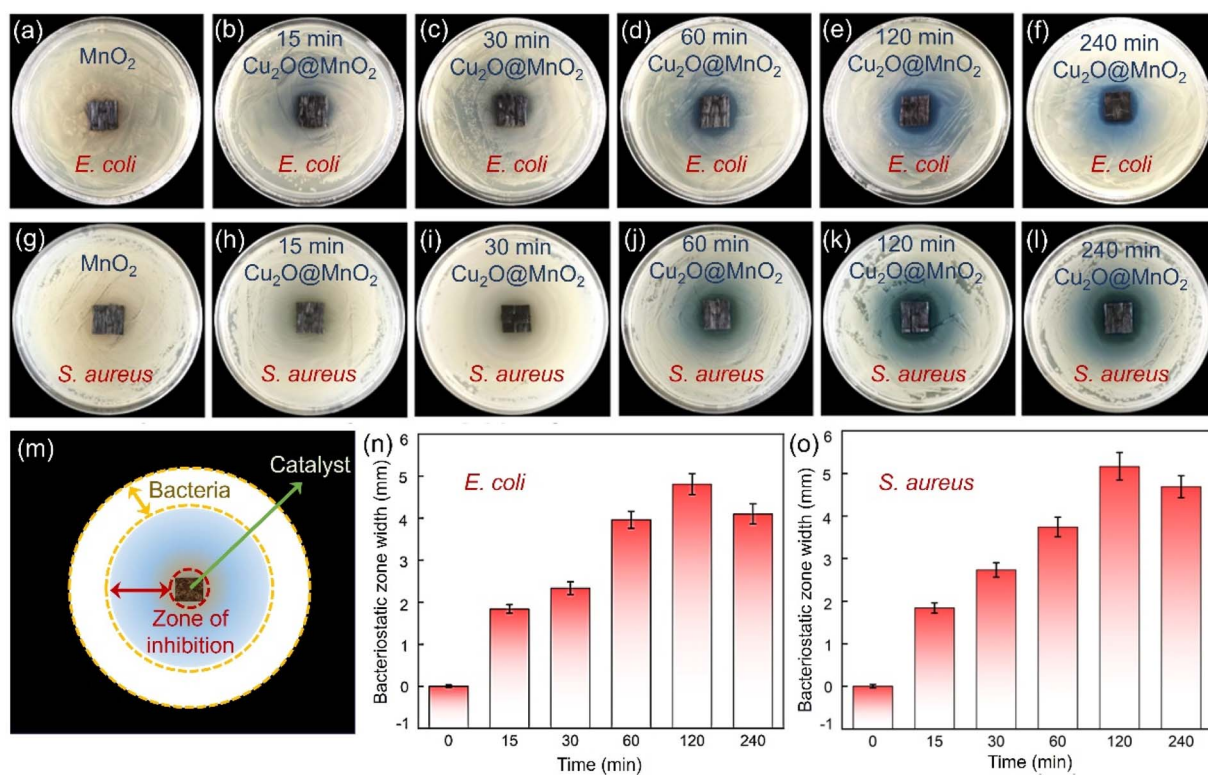 (a)
MnO₂
E. coli
(b)
15 min
Cu₂O@MnO₂
E. coli
(c)
30 min
Cu₂O@MnO₂
E. coli
(d)
60 min
Cu₂O@MnO₂
E. coli
(e)
120 min
Cu₂O@MnO₂
E. coli
(f)
240 min
Cu₂O@MnO₂
E. coli
(g)
MnO₂
S. aureus
(h)
15 min
Cu₂O@MnO₂
S. aureus
(i)
30 min
Cu₂O@MnO₂
S. aureus
(j)
60 min
Cu₂O@MnO₂
S. aureus
(k)
120 min
Cu₂O@MnO₂
S. aureus
(l)
240 min
Cu₂O@MnO₂
S. aureus
(m)
Catalyst
Bacteria
Zone of
inhibition
(n)
E. coli
Bacteriostatic zone width (mm)
6
5
4
3
2
1
0
-1
0 15 30 60 120 240
Time (min)
(o)
S. aureus
Bacteriostatic zone width (mm)
6
5
4
3
2
1
0
-1
0 15 30 60 120 240
Time (min)